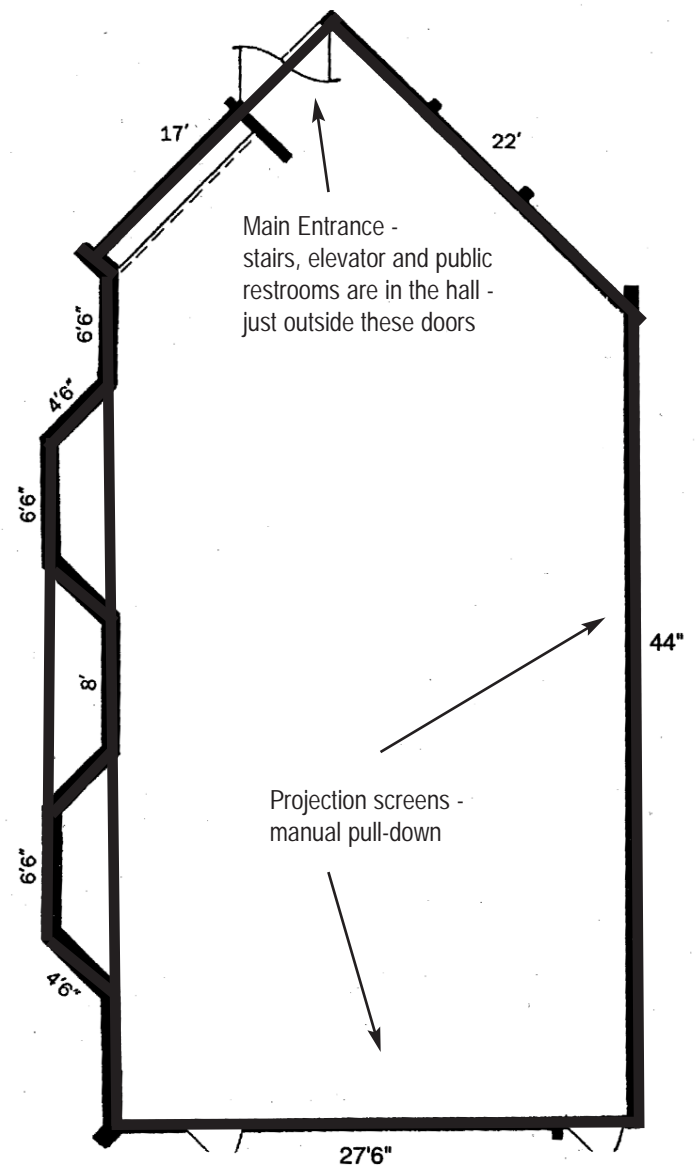 17'
22'
Main Entrance -
stairs, elevator and public
restrooms are in the hall -
just outside these doors
6'6"
4'6"
6'6"
8'
44"
Projection screens -
manual pull-down
6'6"
4'6"
27'6"